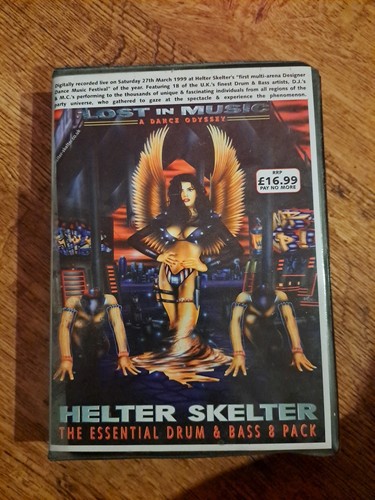 Digitally recorded live on Saturday 27th March 1999 at Helter Skelter's "first multi-arena Designer
Dance Music Festival" of the year. Featuring 18 of the U.K.'s finest Drum & Bass artists, D.J.'s
& M.C.'s performing to the thousands of unique & fascinating individuals from all regions of the
party universe, who gathered to gaze at the spectacle & experience the phenomenon.
LOST IN MUSIC
A DANCE ODYSSEY
RRP
£16.99
PAY NO MORE
HELTER SKELTER
THE ESSENTIAL DRUM & BASS 8 PACK